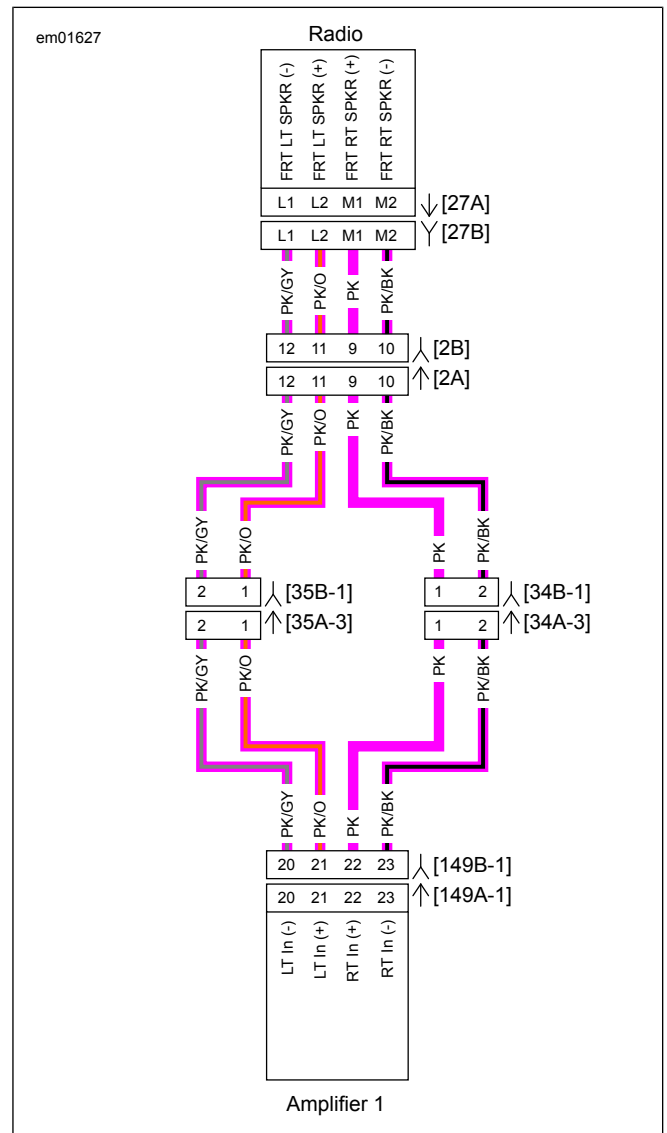 em01627
Radio
FRT LT SPKR (-)
FRT LT SPKR (+)
FRT RT SPKR (+)
FRT RT SPKR (-)
L1 L2 M1 M2 [27A]
L1 L2 M1 M2 [27B]
PK/GY PK/O PK PK/BK
12 11 9 10 [2B]
12 11 9 10 [2A]
PK/GY PK/O PK PK/BK
PK/GY PK/O PK PK/BK
2 1 [35B-1] 1 2 [34B-1]
2 1 [35A-3] 1 2 [34A-3]
PK/GY PK/O PK PK/BK
PK/GY PK/O PK PK/BK
20 21 22 23 [149B-1]
20 21 22 23 [149A-1]
LT In (-)
LT In (+)
RT In (+)
RT In (-)
Amplifier 1